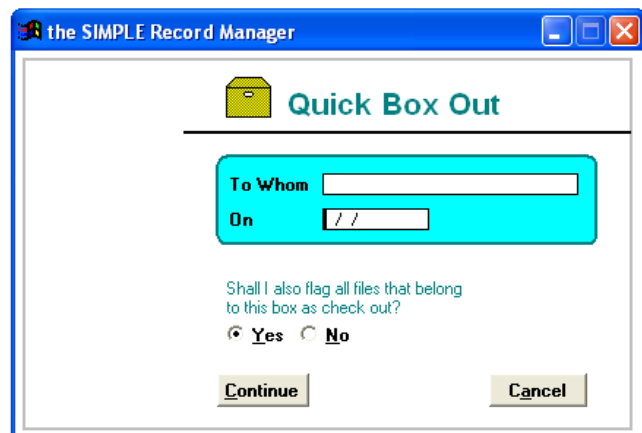 the SIMPLE Record Manager
Quick Box Out
To Whom
On / /
Shall I also flag all files that belong
to this box as check out?
Yes No
Continue Cancel